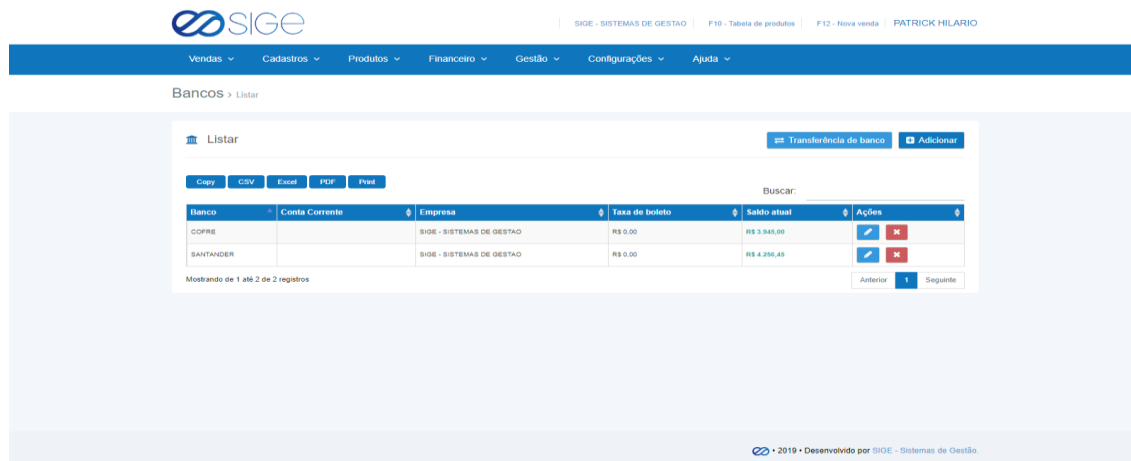 SIGE
SIGE - SISTEMAS DE GESTAO F10 - Tabela de produtos F12 - Nova venda PATRICK HILARIO
Vendas Cadastros Produtos Financeiro Gestão Configurações Ajuda
Bancos > Listar
Listar Transferência de banco Adicionar
Copy CSV Excel PDF Print
Buscar:
Banco Conta Corrente Empresa Taxa de boleto Saldo atual Ações
COFRE SIGE - SISTEMAS DE GESTAO R$ 0,00 R$ 3.945,00
SANTANDER SIGE - SISTEMAS DE GESTAO R$ 0,00 R$ 4.256,45
Mostrando de 1 até 2 de 2 registros Anterior 1 Seguinte
• 2019 • Desenvolvido por SIGE - Sistemas de Gestão.